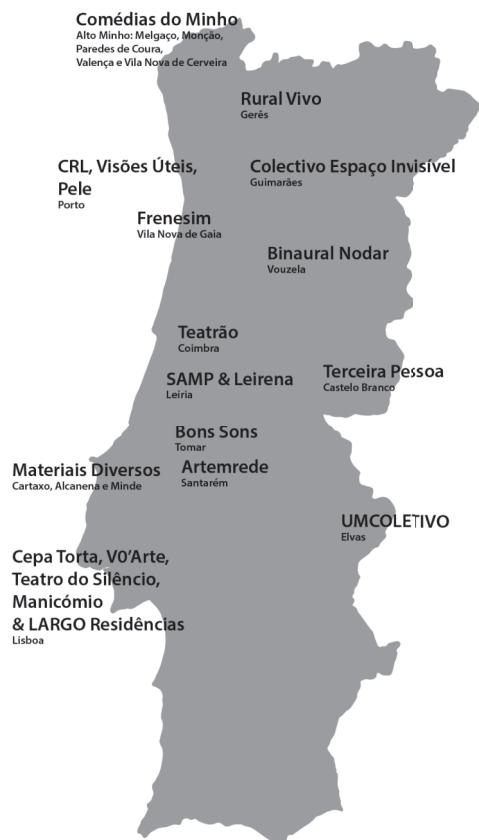 Comédias do Minho
Alto Minho: Melgaço, Monção,
Paredes de Coura,
Valença e Vila Nova de Cerveira
Rural Vivo
Gerês
CRL, Visões Úteis,
Pele
Porto
Colectivo Espaço Invisível
Guimarães
Frenesim
Vila Nova de Gaia
Binaural Nodar
Vouzela
Teatrão
Coimbra
SAMP & Leirena
Leiria
Terceira Pessoa
Castelo Branco
Bons Sons
Tomar
Materiais Diversos
Cartaxo, Alcanena e Minde
Artemrede
Santarém
UMCOLETIVO
Elvas
Cepa Torta, V0’Arte,
Teatro do Silêncio,
Manicómio
& LARGO Residências
Lisboa